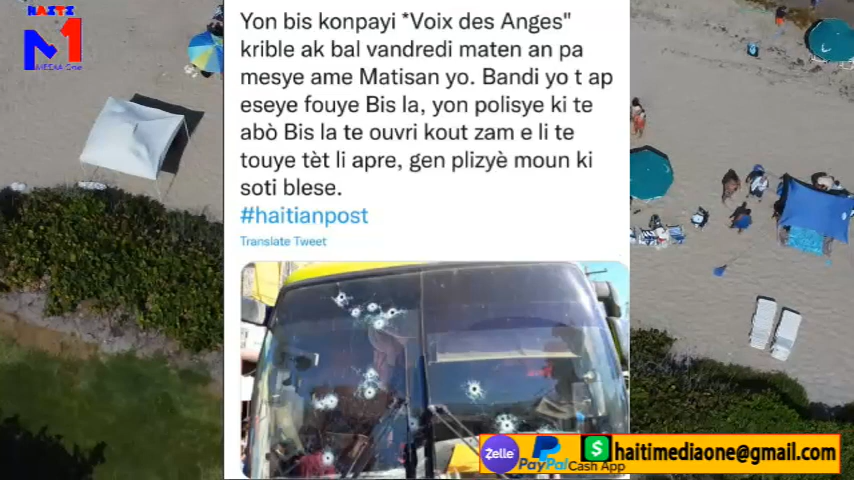 HAITI
M1
MEDIA One
Yon bis konpayi *Voix des Anges"
krible ak bal vandredi maten an pa
mesye ame Matisan yo. Bandi yo t ap
eseye fouye Bis la, yon polisye ki te
abò Bis la te ouvri kout zam e li te
touye tèt li apre, gen plizyè moun ki
soti blese.
#haitianpost
Translate Tweet
Zelle
PayPal
$
Cash App
haitimediaone@gmail.com